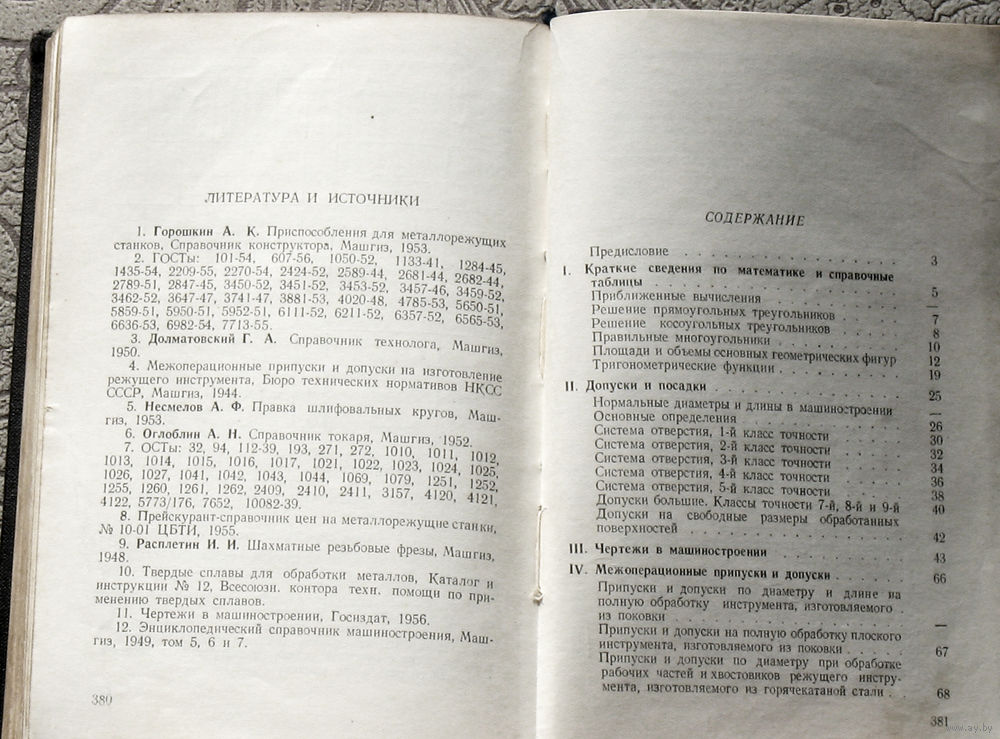 ЛИТЕРАТУРА И ИСТОЧНИКИ
1. Горошкин А. К. Приспособления для металлорежущих
станков, Справочник конструктора, Машгиз, 1953.
2. ГОСТы: 101-54, 607-56, 1050-52, 1133-41, 1284-45,
1435-54, 2209-55, 2270-54, 2424-52, 2589-44, 2681-44, 2682-44,
2789-51, 2847-45, 3450-52, 3451-52, 3453-52, 3457-46, 3459-52,
3462-52, 3647-47, 3741-47, 3881-53, 4020-48, 4785-53, 5650-51,
5859-51, 5950-51, 5952-51, 6111-52, 6211-52, 6357-52, 6565-53,
6636-53, 6982-54, 7713-55.
3. Долматовский Г. А. Справочник технолога, Машгиз,
1950.
4. Межоперационные припуски и допуски на изготовление
режущего инструмента, Бюро технических нормативов НКСС
СССР, Машгиз, 1944.
5. Несмелов А. Ф. Правка шлифовальных кругов, Маш-
гиз, 1953.
6. Оглоблин А. Н. Справочник токаря, Машгиз, 1952.
7. ОСТы: 32, 94, 112-39, 193, 271, 272, 1010, 1011, 1012,
1013, 1014, 1015, 1016, 1017, 1021, 1022, 1023, 1024, 1025,
1026, 1027, 1041, 1042, 1043, 1044, 1069, 1079, 1251, 1252,
1255, 1260, 1261, 1262, 2409, 2410, 2411, 3157, 4120, 4121,
4122, 5773/176, 7652, 10082-39.
8. Прейскурант-справочник цен на металлорежущие станки,
№ 10-01 ЦБТИ, 1955.
9. Расплетин И. И. Шахматные резьбовые фрезы, Машгиз,
1948.
10. Твердые сплавы для обработки металлов, Каталог и
инструкции № 12, Всесоюзн. контора техн. помощи по при-
менению твердых сплавов.
11. Чертежи в машиностроении, Госиздат, 1956.
12. Энциклопедический справочник машиностроения, Маш-
гиз, 1949, том 5, 6 и 7.
380
СОДЕРЖАНИЕ
Предисловие 3
I. Краткие сведения по математике и справочные
таблицы . . . 5
Приближенные вычисления . . . —
Решение прямоугольных треугольников . . . 7
Решение косоугольных треугольников . . . 8
Правильные многоугольники . . . 10
Площади и объемы основных геометрических фигур 12
Тригонометрические функции . . . 19
II. Допуски и посадки . . . 25
Нормальные диаметры и длины в машиностроении —
Основные определения . . . 26
Система отверстия, 1-й класс точности . . . 30
Система отверстия, 2-й класс точности . . . 32
Система отверстия, 3-й класс точности . . . 34
Система отверстия, 4-й класс точности . . . 36
Система отверстия, 5-й класс точности . . . 38
Допуски большие. Классы точности 7-й, 8-й и 9-й 40
Допуски на свободные размеры обработанных
поверхностей . . . 42
III. Чертежи в машиностроении . . . 43
IV. Межоперационные припуски и допуски . . . 66
Припуски и допуски по диаметру и длине на
полную обработку инструмента, изготовляемого
из поковки . . . —
Припуски и допуски на полную обработку плоского
инструмента, изготовляемого из поковки . . . 67
Припуски и допуски по диаметру при обработке
рабочих частей и хвостовиков режущего инстру-
мента, изготовляемого из горячекатаной стали . . 68
381
www.ay.by